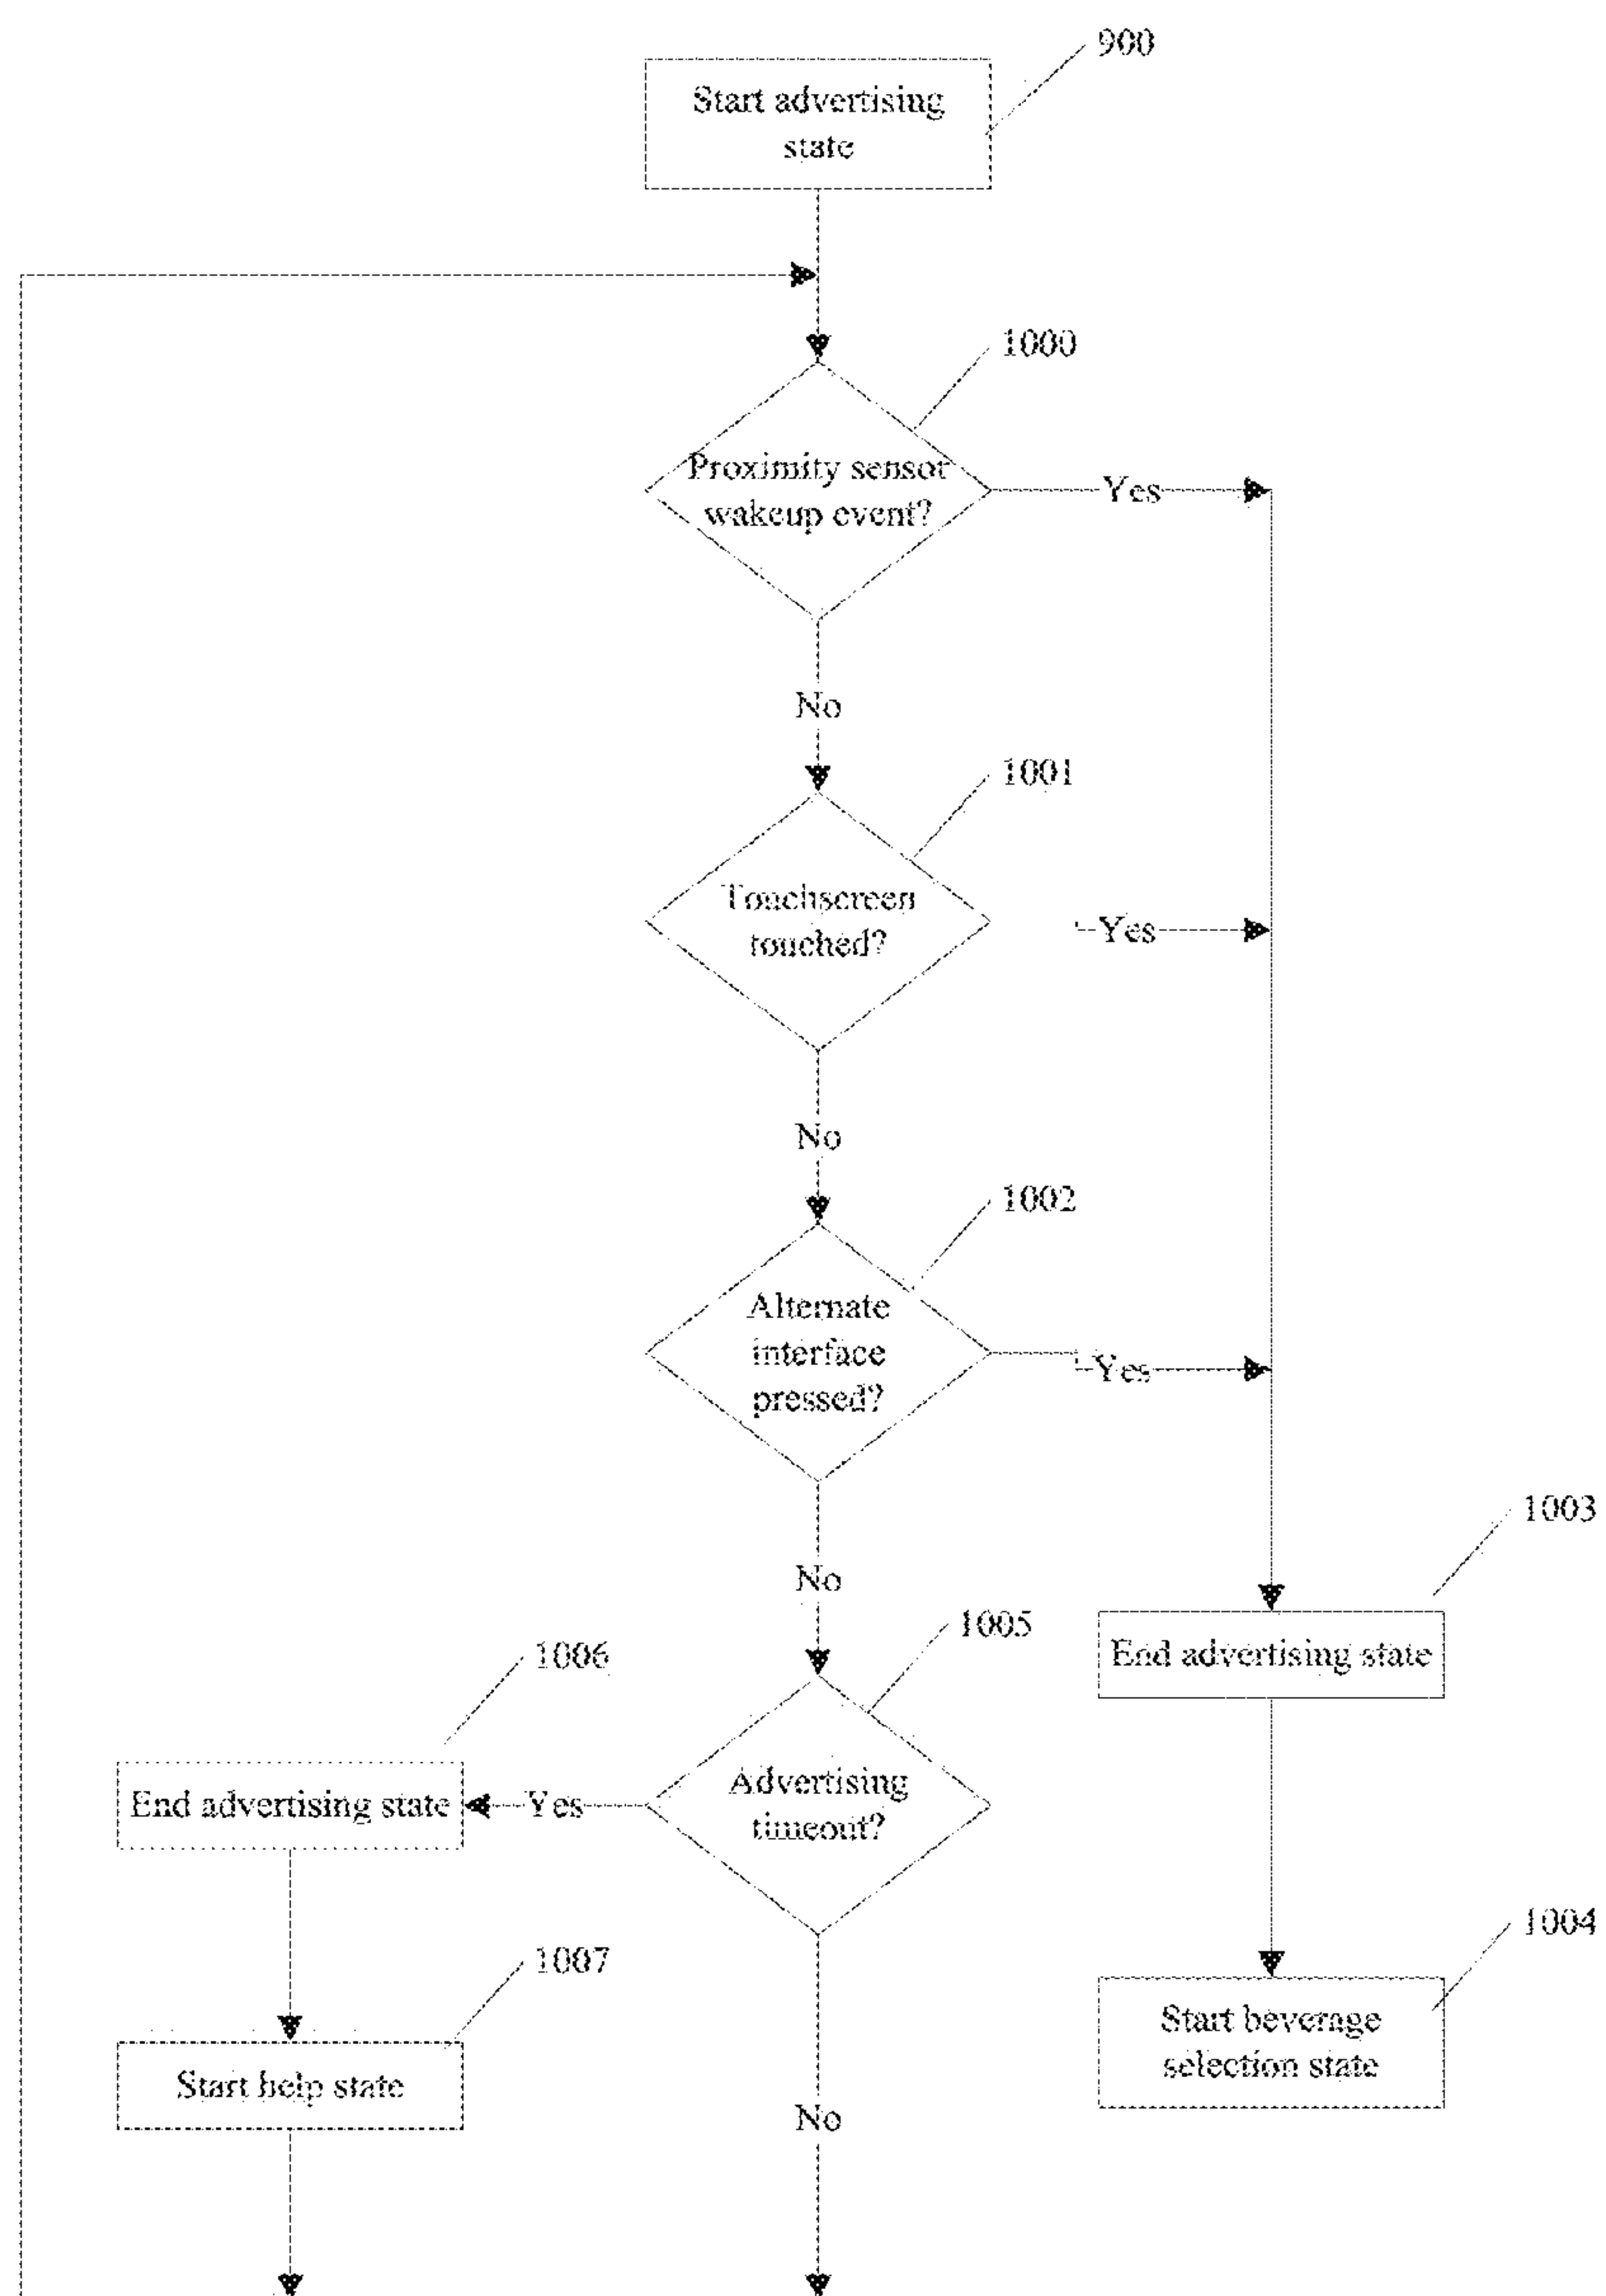 900
Start advertising
state
1000
Proximity sensor
wakeup event?
Yes
No
1001
Touchscreen
touched?
Yes
No
1002
Alternate
interface
pressed?
Yes
No
1003
End advertising state
1005
1006
Advertising
timeout?
Yes
End advertising state
1004
Start beverage
selection state
1007
Start help state
No